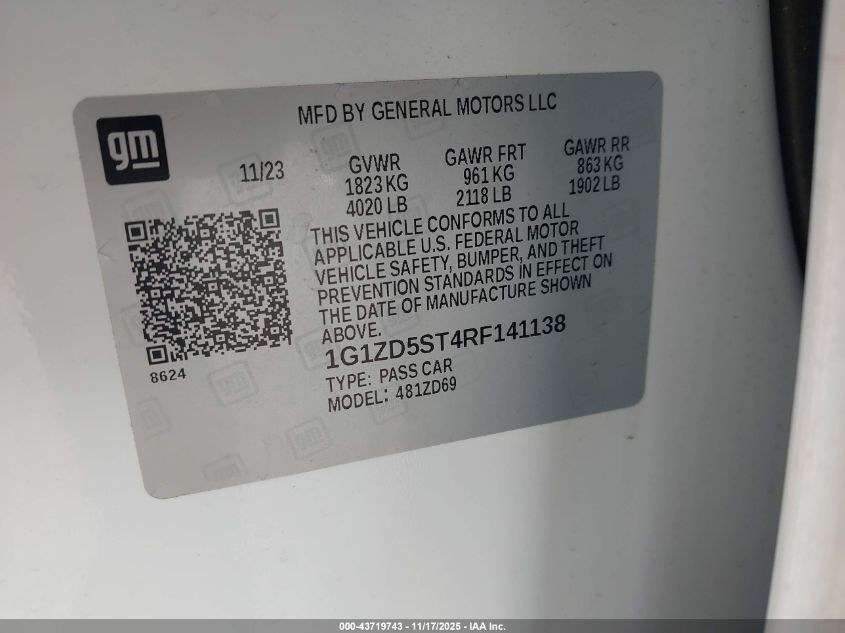 MFD BY GENERAL MOTORS LLC
gm
11/23
GVWR
1823 KG
4020 LB
GAWR FRT
961 KG
2118 LB
GAWR RR
863 KG
1902 LB
THIS VEHICLE CONFORMS TO ALL
APPLICABLE U.S. FEDERAL MOTOR
VEHICLE SAFETY, BUMPER, AND THEFT
PREVENTION STANDARDS IN EFFECT ON
THE DATE OF MANUFACTURE SHOWN
ABOVE.
1G1ZD5ST4RF141138
TYPE: PASS CAR
MODEL: 481ZD69
8624
000-43719743 - 11/17/2025 - IAA Inc.